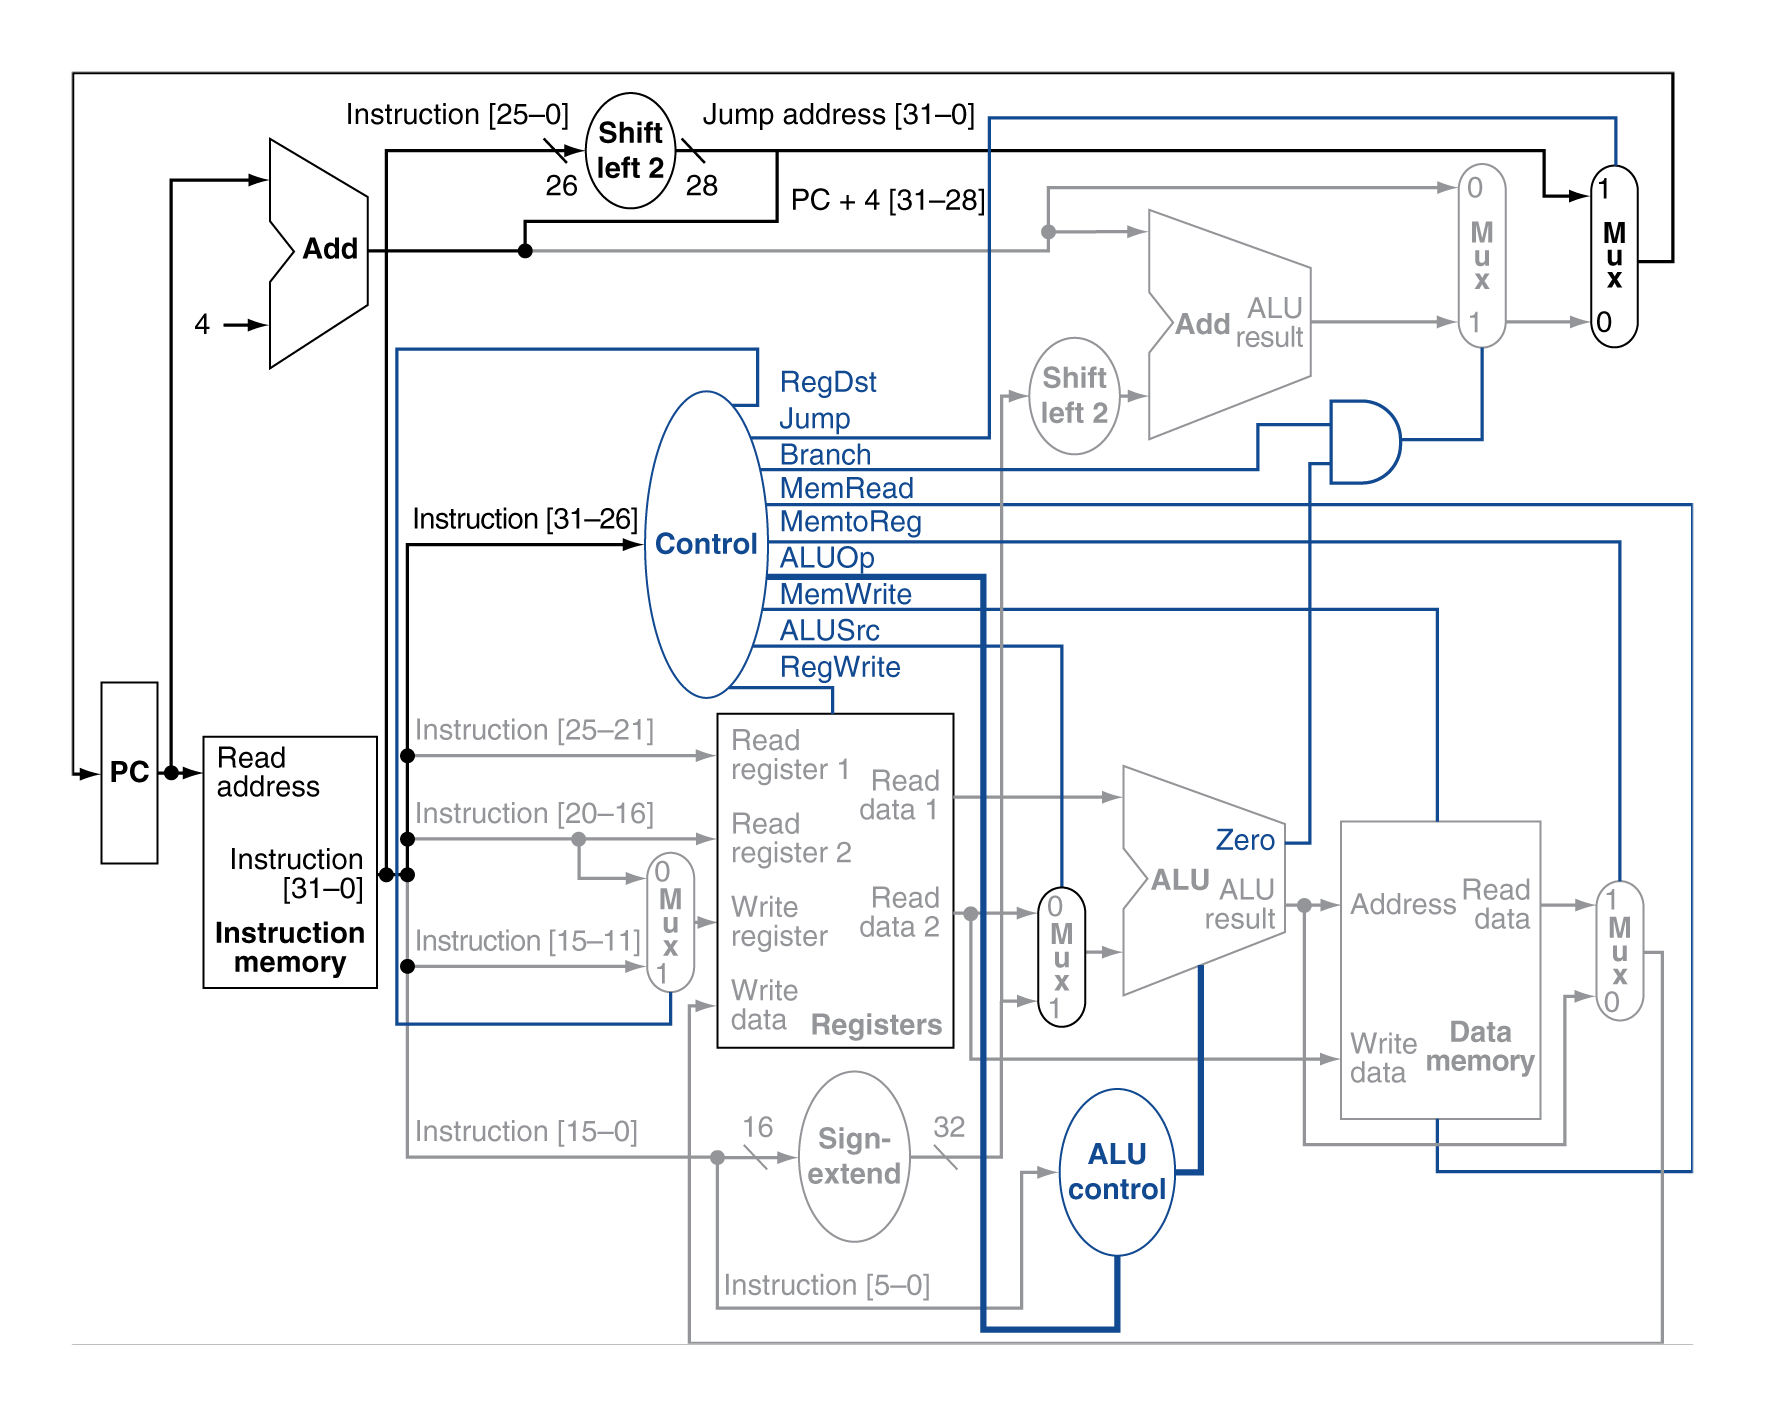 Instruction [25–0]
Shift
left 2
Jump address [31–0]
26
28
PC + 4 [31–28]
Add
4
0
M
u
x
1
1
M
u
x
0
Add
ALU
result
Shift
left 2
RegDst
Jump
Branch
MemRead
MemtoReg
ALUOp
MemWrite
ALUSrc
RegWrite
Instruction [31–26]
Control
PC
Read
address
Instruction
[31–0]
Instruction
memory
Instruction [25–21]
Instruction [20–16]
Instruction [15–11]
0
M
u
x
1
Read
register 1
Read
register 2
Write
register
Write
data
Read
data 1
Read
data 2
Registers
0
M
u
x
1
Zero
ALU
ALU
result
Address
Read
data
Write
data
Data
memory
1
M
u
x
0
Instruction [15–0]
16
Sign-
extend
32
ALU
control
Instruction [5–0]